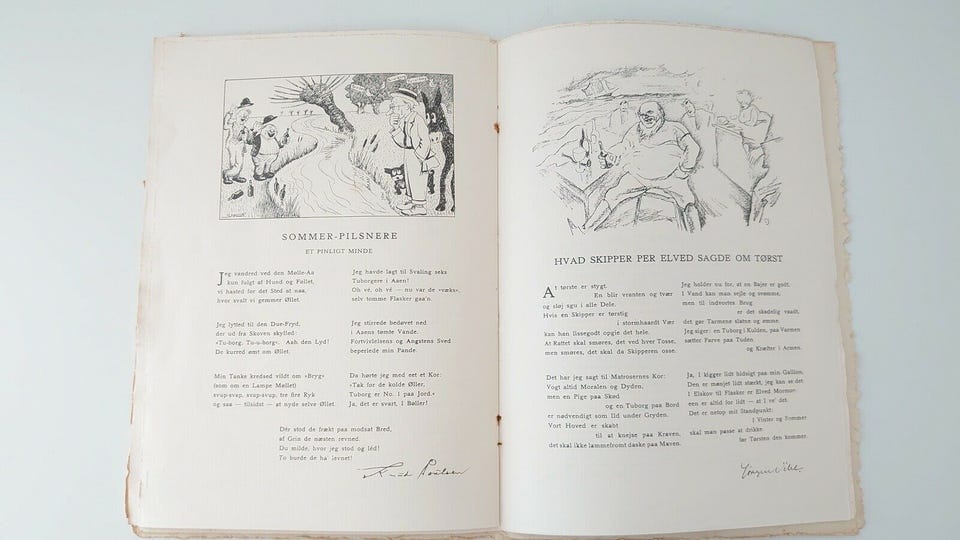 SOMMER-PILSNERE
ET PINLIGT MINDE
Jeg vandred ved den Mølle-Aa
kun fulgt af Hund og Føllet,
vi hasted for det Sted at naa,
hvor svalt vi gemmer Øllet.
Jeg lytted til den Due-Fryd,
der ud fra Skoven skylled:
»Tu-borg, Tu-u-borg«. Aah den Lyd!
De kurred ømt om Øllet.
Min Tanke kredsed vildt om »Bryg«
(som om en Lampe Møllet)
svup-svep, svup-svup, tre fire Ryk
og saa — tilsidst — at nyde selve Øllet.
Jeg havde lagt til Svaling seks
Tuborgere i Aaen!
Oh vé, oh vé — nu var de »væks«,
selv tomme Flasker gaa'n.
Jeg stirrede bedøvet ned
i Aaens tømte Vande.
Fortvivlelsens og Angstens Sved
beperlede min Pande.
Da hørte jeg med eet et Kor:
»Tak for de kolde Øller,
Tuborg er No. 1 paa Jord.«
Ja, det er svært, I Bøller!
Dér stod de frækt paa modsat Bred,
af Grin de næsten revned.
Du milde, hvor jeg stod og léd!
To burde de ha' levnet!
HVAD SKIPPER PER ELVED SAGDE OM TØRST
At tørste er stygt.
En blir vranten og tvær
og sløj sgu i alle Dele.
Hvis en Skipper er tørstig
i stormhaardt Vær
kan han lissegodt opgie det hele.
At Rattet skal smøres, det ved hver Tosse,
men smøres, det skal da Skipperen osse.
Det har jeg sagt til Matrosernes Kor:
Vogt altid Moralen og Dyden,
men en Pige paa Skød
og en Tuborg paa Bord
er nødvendigt som Ild under Gryden.
Vort Hoved er skabt
til at knejse paa Kraven,
det skal ikke lammefromt daske paa Maven.
Jeg holder nu for, at en Bajer er godt.
I Vand kan man sejle og svømme,
men til indvortes Brug
er det skadelig vaadt,
det gør Tarmene slatne og ømme.
Jeg siger: en Tuborg i Kulden, paa Varmen
sætter Farve paa Tuden
og Kræfter i Armen.
Ja, I kigger lidt hidsigt paa min Gallion,
Den er mænjet lidt stærkt, jeg kan se det
I Elskov til Flasker er Elved Mormon
een er altid for lidt — at I ve' det.
Det er netop mit Standpunkt:
I Vinter og Sommer
skal man passe at drikke
før Tørsten den kommer.